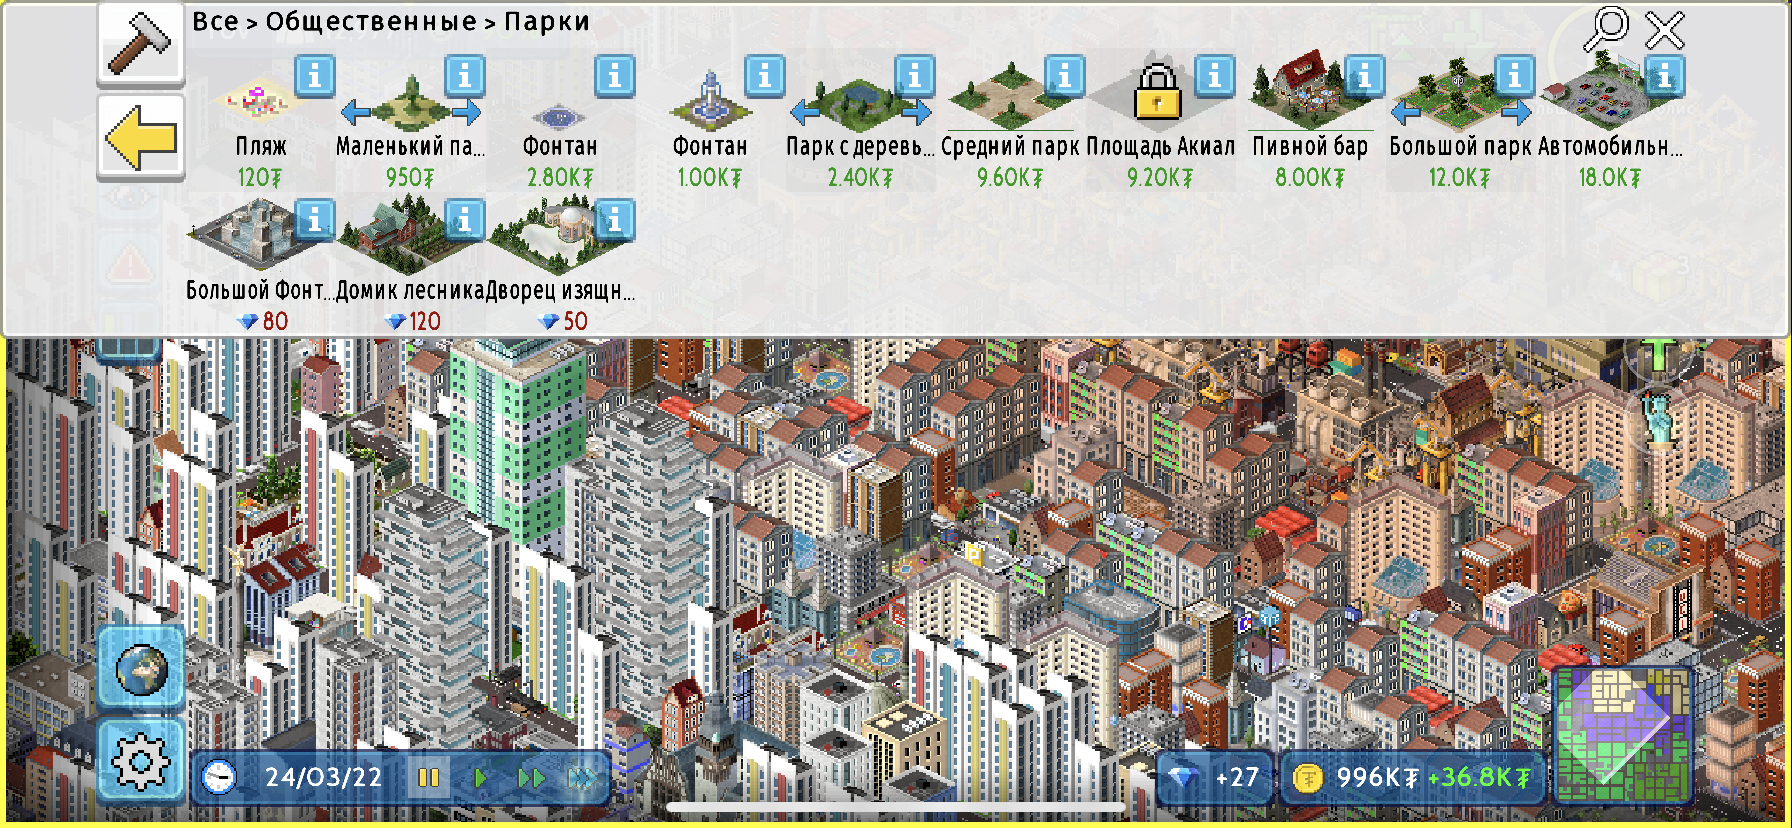 Все > Общественные > Парки
Пляж
120₮
Маленький па...
950₮
Фонтан
2.80K₮
Фонтан
1.00K₮
Парк с деревь...
2.40K₮
Средний парк
9.60K₮
Площадь Акиал
9.20K₮
Пивной бар
8.00K₮
Большой парк
12.0K₮
Автомобильн...
18.0K₮
Большой Фонт...
80
Домик лесника
120
Дворец изящн...
50
24/03/22
+27
996K₮ +36.8K₮